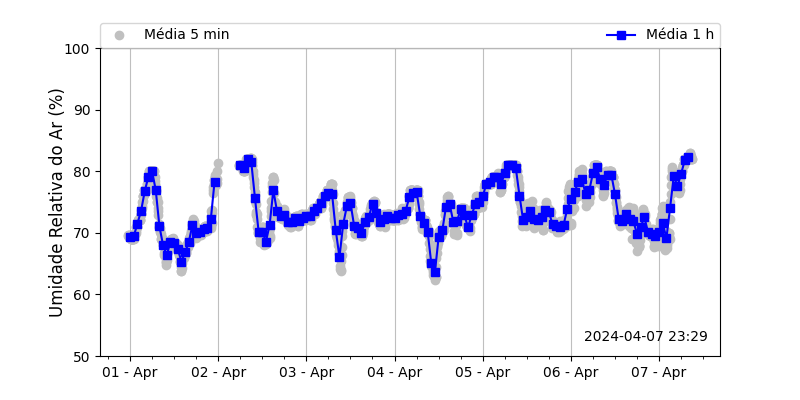 Média 5 min
Média 1 h
Umidade Relativa do Ar (%)
100
90
80
70
60
50
2024-04-07 23:29
01 - Apr
02 - Apr
03 - Apr
04 - Apr
05 - Apr
06 - Apr
07 - Apr